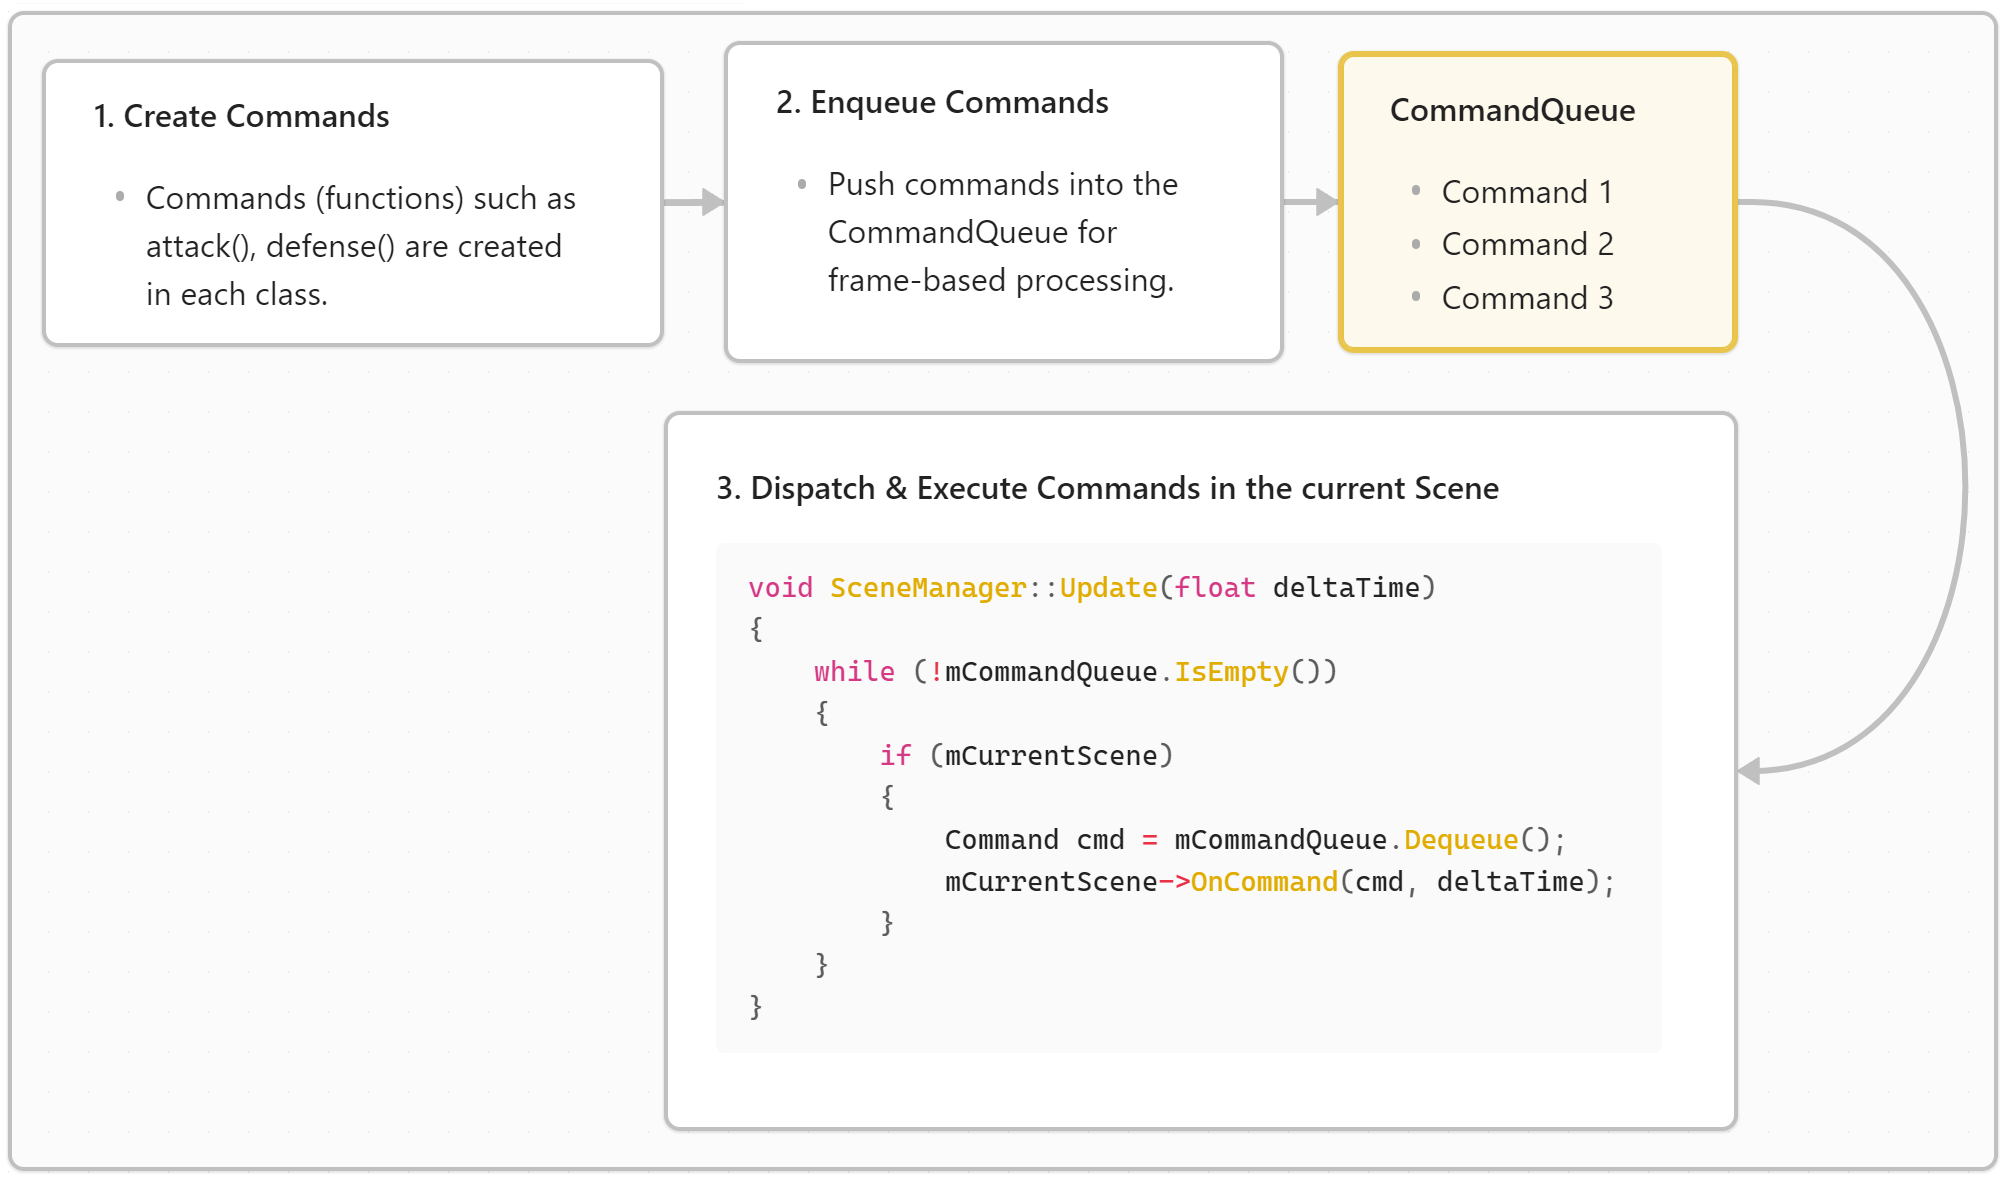 1. Create Commands
• Commands (functions) such as
attack(), defense() are created
in each class.
2. Enqueue Commands
• Push commands into the
CommandQueue for
frame-based processing.
CommandQueue
• Command 1
• Command 2
• Command 3
3. Dispatch & Execute Commands in the current Scene
void SceneManager::Update(float deltaTime)
{
    while (!mCommandQueue.IsEmpty())
    {
        if (mCurrentScene)
        {
            Command cmd = mCommandQueue.Dequeue();
            mCurrentScene->OnCommand(cmd, deltaTime);
        }
    }
}